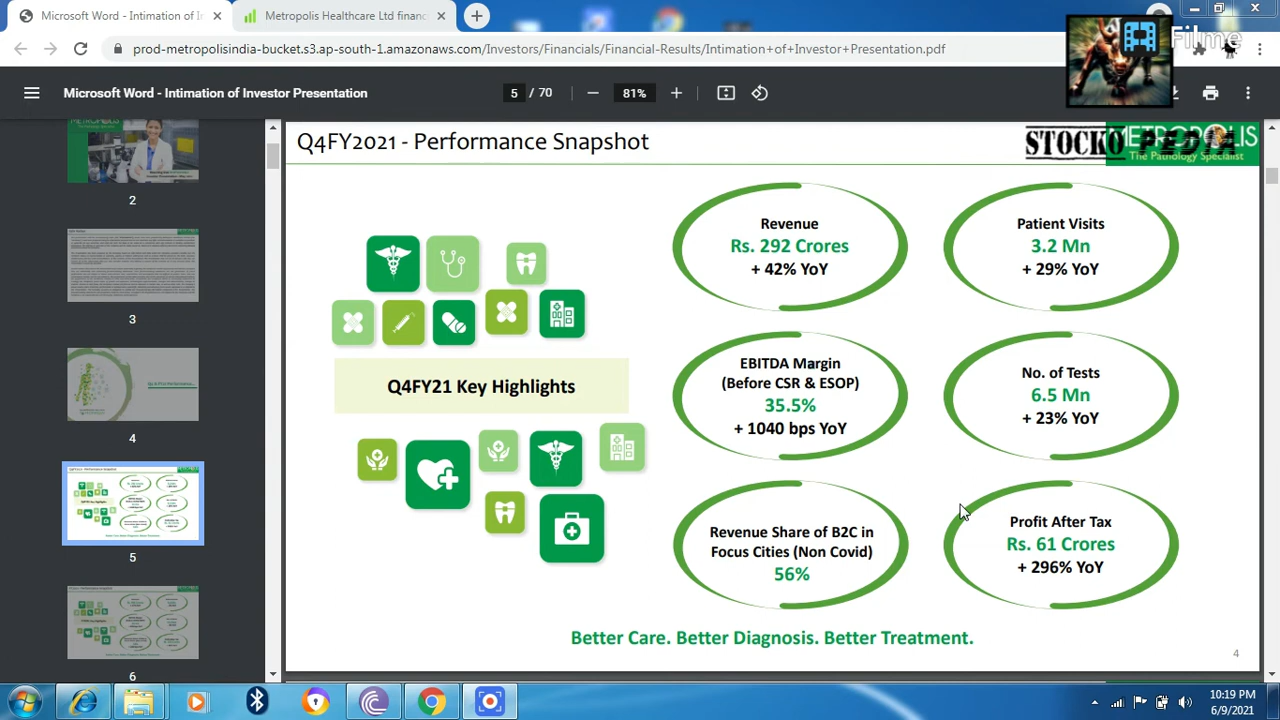 Microsoft Word - Intimation of In
Metropolis Healthcare Ltd financ
prod-metropolisindia-bucket.s3.ap-south-1.amazonaws.com/Investors/Financials/Financial-Results/Intimation+of+Investor+Presentation.pdf
Filme
Microsoft Word - Intimation of Investor Presentation
5 / 70
81%
Q4FY2021 - Performance Snapshot
STOCKO PEDIA
METROPOLIS
The Pathology Specialist
2
3
4
5
6
Revenue
Rs. 292 Crores
+ 42% YoY
Patient Visits
3.2 Mn
+ 29% YoY
Q4FY21 Key Highlights
EBITDA Margin
(Before CSR & ESOP)
35.5%
+ 1040 bps YoY
No. of Tests
6.5 Mn
+ 23% YoY
Revenue Share of B2C in
Focus Cities (Non Covid)
56%
Profit After Tax
Rs. 61 Crores
+ 296% YoY
Better Care. Better Diagnosis. Better Treatment.
4
10:19 PM
6/9/2021